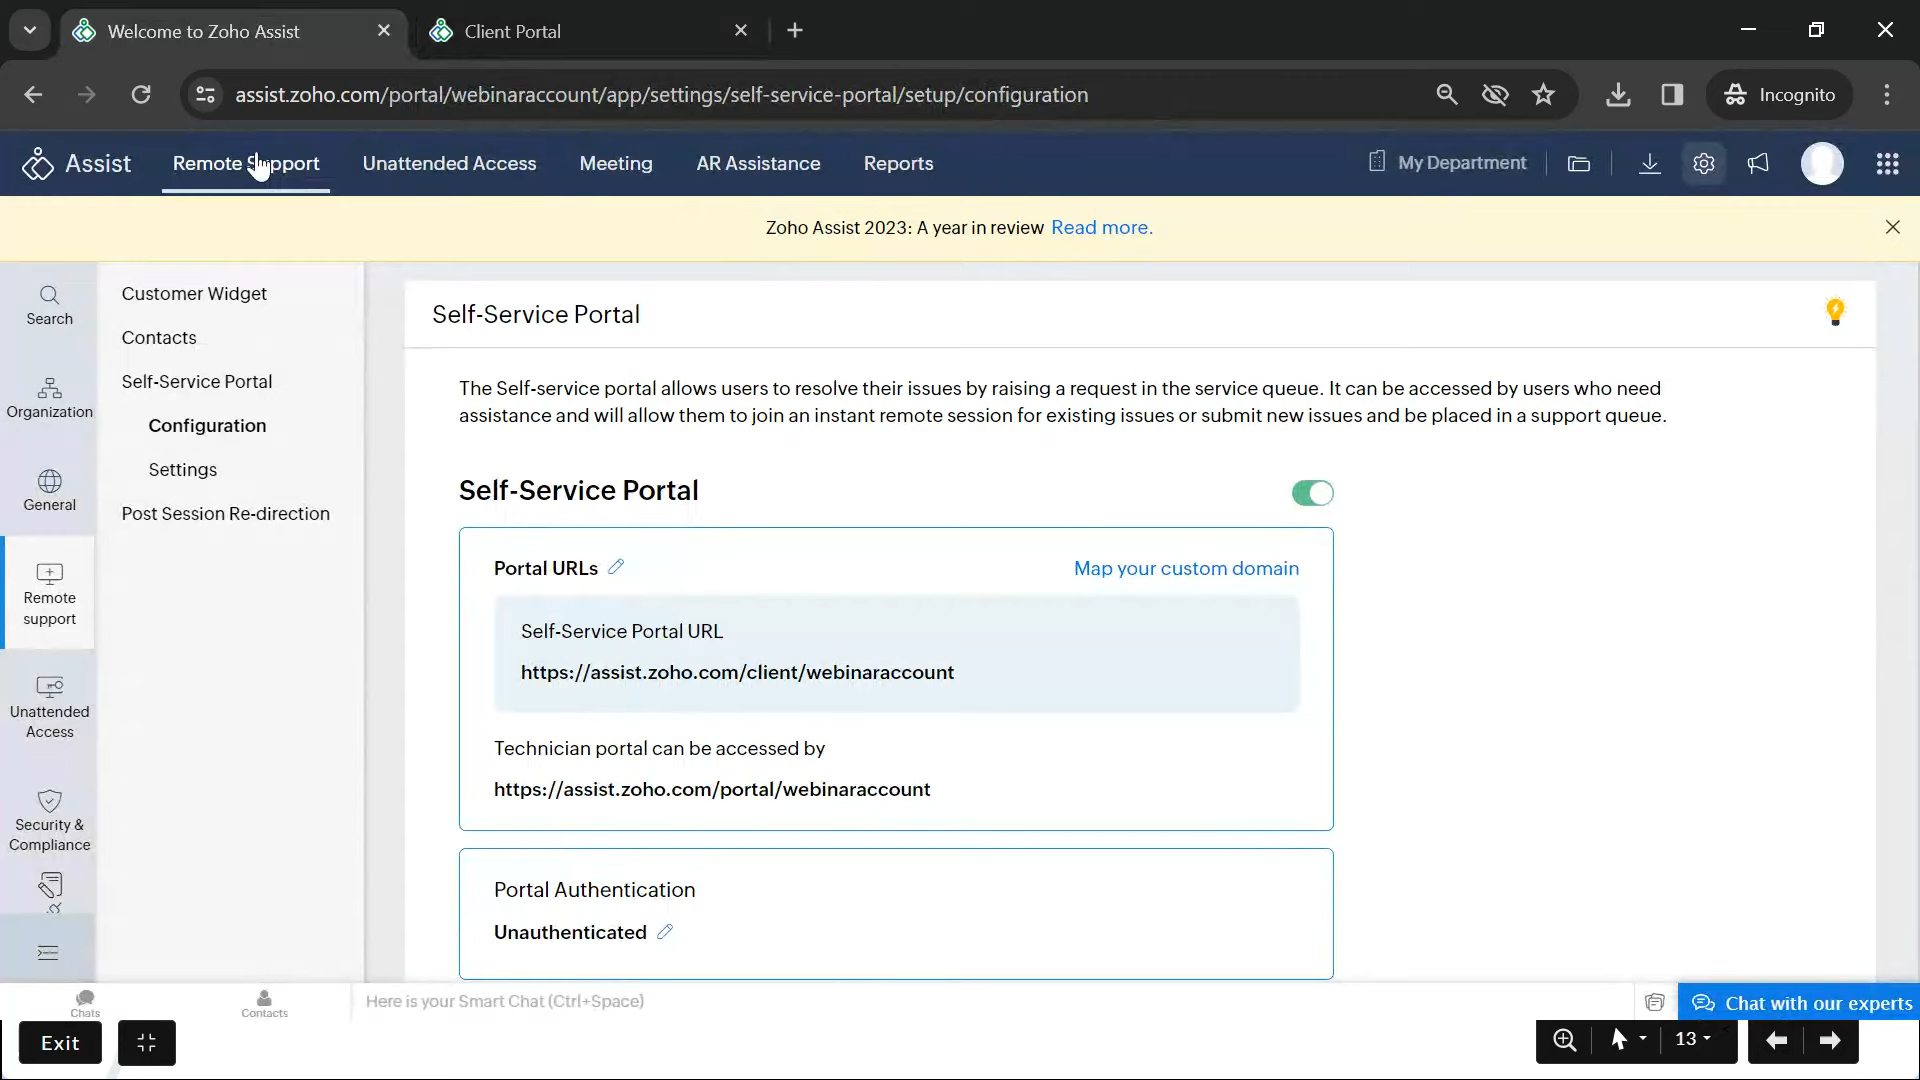 Welcome to Zoho Assist
Client Portal
assist.zoho.com/portal/webinaraccount/app/settings/self-service-portal/setup/configuration
Incognito
Assist
Remote Support
Unattended Access
Meeting
AR Assistance
Reports
My Department
Zoho Assist 2023: A year in review Read more.
Search
Organization
General
Remote
support
Unattended
Access
Security &
Compliance
Customer Widget
Contacts
Self-Service Portal
Configuration
Settings
Post Session Re-direction
Self-Service Portal
The Self-service portal allows users to resolve their issues by raising a request in the service queue. It can be accessed by users who need
assistance and will allow them to join an instant remote session for existing issues or submit new issues and be placed in a support queue.
Self-Service Portal
Portal URLs
Map your custom domain
Self-Service Portal URL
https://assist.zoho.com/client/webinaraccount
Technician portal can be accessed by
https://assist.zoho.com/portal/webinaraccount
Portal Authentication
Unauthenticated
Chats
Contacts
Here is your Smart Chat (Ctrl+Space)
Chat with our experts
Exit
13